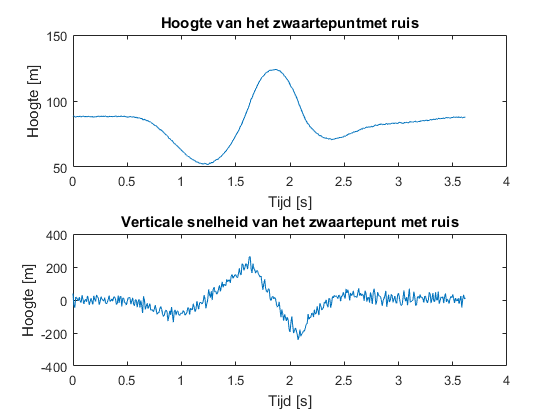 Hoogte van het zwaartepuntmet ruis
150
100
50
Hoogte [m]
0 0.5 1 1.5 2 2.5 3 3.5 4
Tijd [s]
Verticale snelheid van het zwaartepunt met ruis
400
200
0
-200
-400
Hoogte [m]
0 0.5 1 1.5 2 2.5 3 3.5 4
Tijd [s]